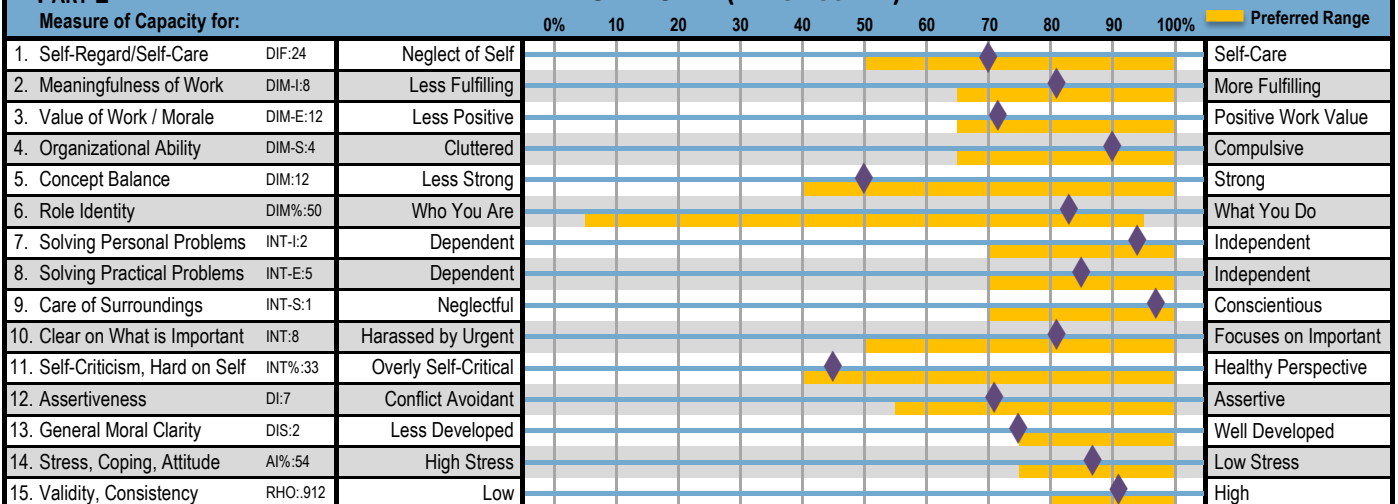 Measure of Capacity for: 0% 10 20 30 40 50 60 70 80 90 100% Preferred Range
1. Self-Regard/Self-Care DIF:24 Neglect of Self Self-Care
2. Meaningfulness of Work DIM-I:8 Less Fulfilling More Fulfilling
3. Value of Work / Morale DIM-E:12 Less Positive Positive Work Value
4. Organizational Ability DIM-S:4 Cluttered Compulsive
5. Concept Balance DIM:12 Less Strong Strong
6. Role Identity DIM%:50 Who You Are What You Do
7. Solving Personal Problems INT-I:2 Dependent Independent
8. Solving Practical Problems INT-E:5 Dependent Independent
9. Care of Surroundings INT-S:1 Neglectful Conscientious
10. Clear on What is Important INT:8 Harassed by Urgent Focuses on Important
11. Self-Criticism, Hard on Self INT%:33 Overly Self-Critical Healthy Perspective
12. Assertiveness DI:7 Conflict Avoidant Assertive
13. General Moral Clarity DIS:2 Less Developed Well Developed
14. Stress, Coping, Attitude AI%:54 High Stress Low Stress
15. Validity, Consistency RHO:.912 Low High